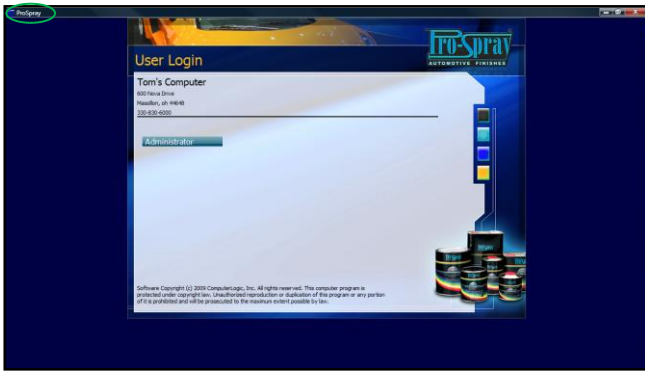 ProSpray
Pro-Spray
AUTOMOTIVE FINISHES
User Login
Tom's Computer
600 Nova Drive
Massillon, oh 44646
330-830-6000
Administrator
Software Copyright (c) 2009 ComputerLogic, Inc. All rights reserved. This computer program is
protected under copyright law. Unauthorized reproduction or duplication of this program or any portion
of it is prohibited and will be prosecuted to the maximum extent possible by law.